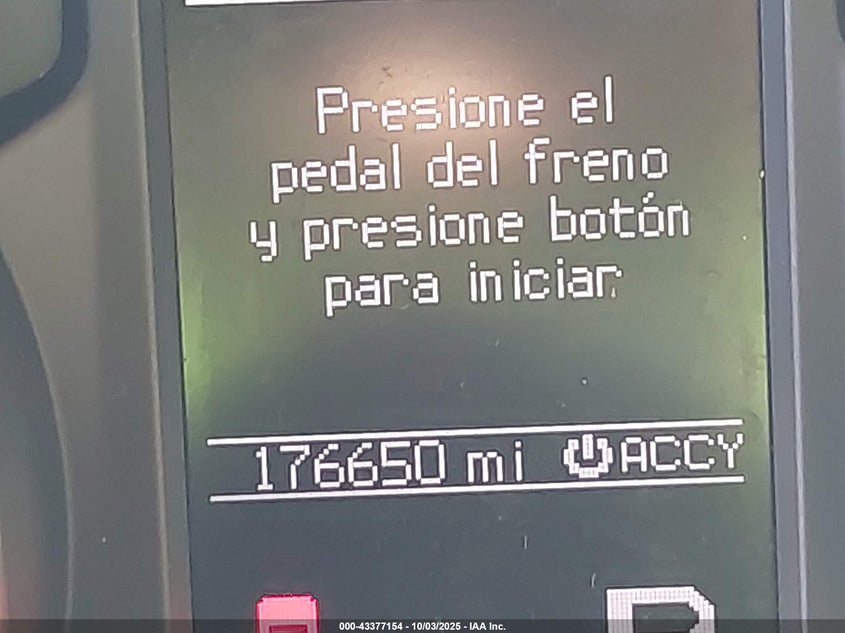 Presione el
pedal del freno
y presione botón
para iniciar
176650 mi ACCY
P
000-43377154 - 10/03/2025 - IAA Inc.